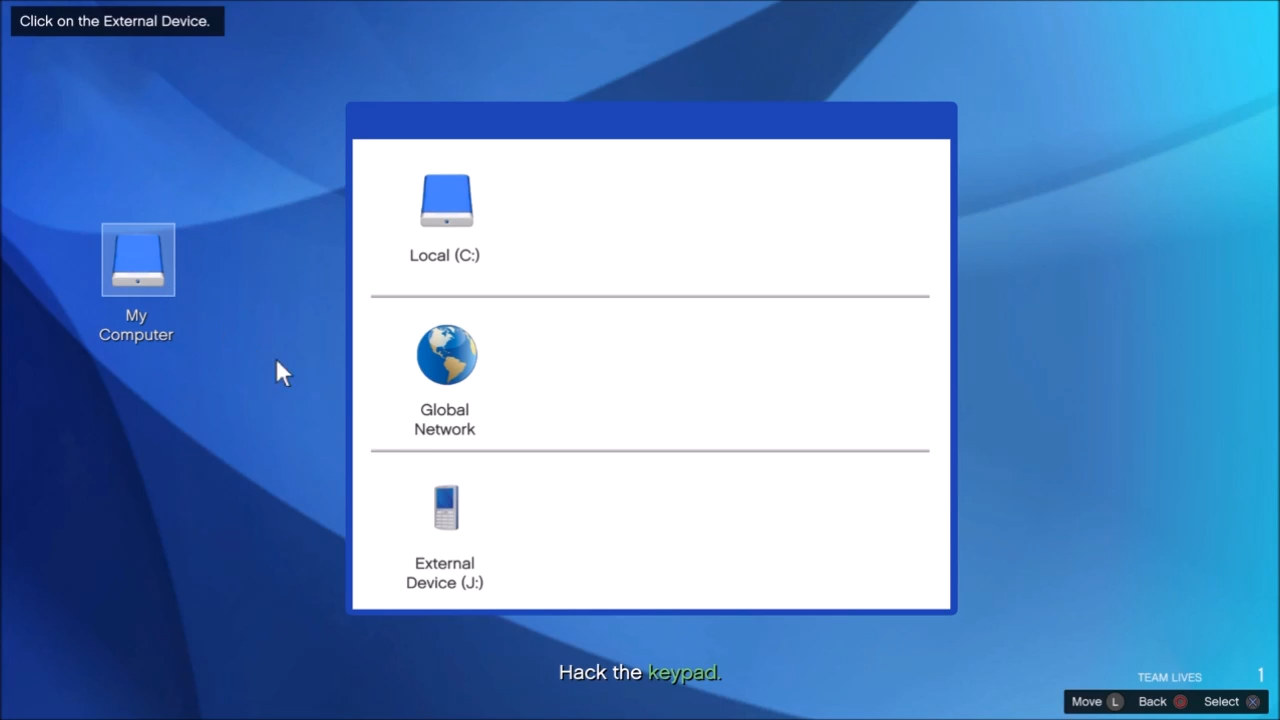 Click on the External Device.
Local (C:)
My
Computer
Global
Network
External
Device (J:)
Hack the keypad.
TEAM LIVES 1
Move L Back Select